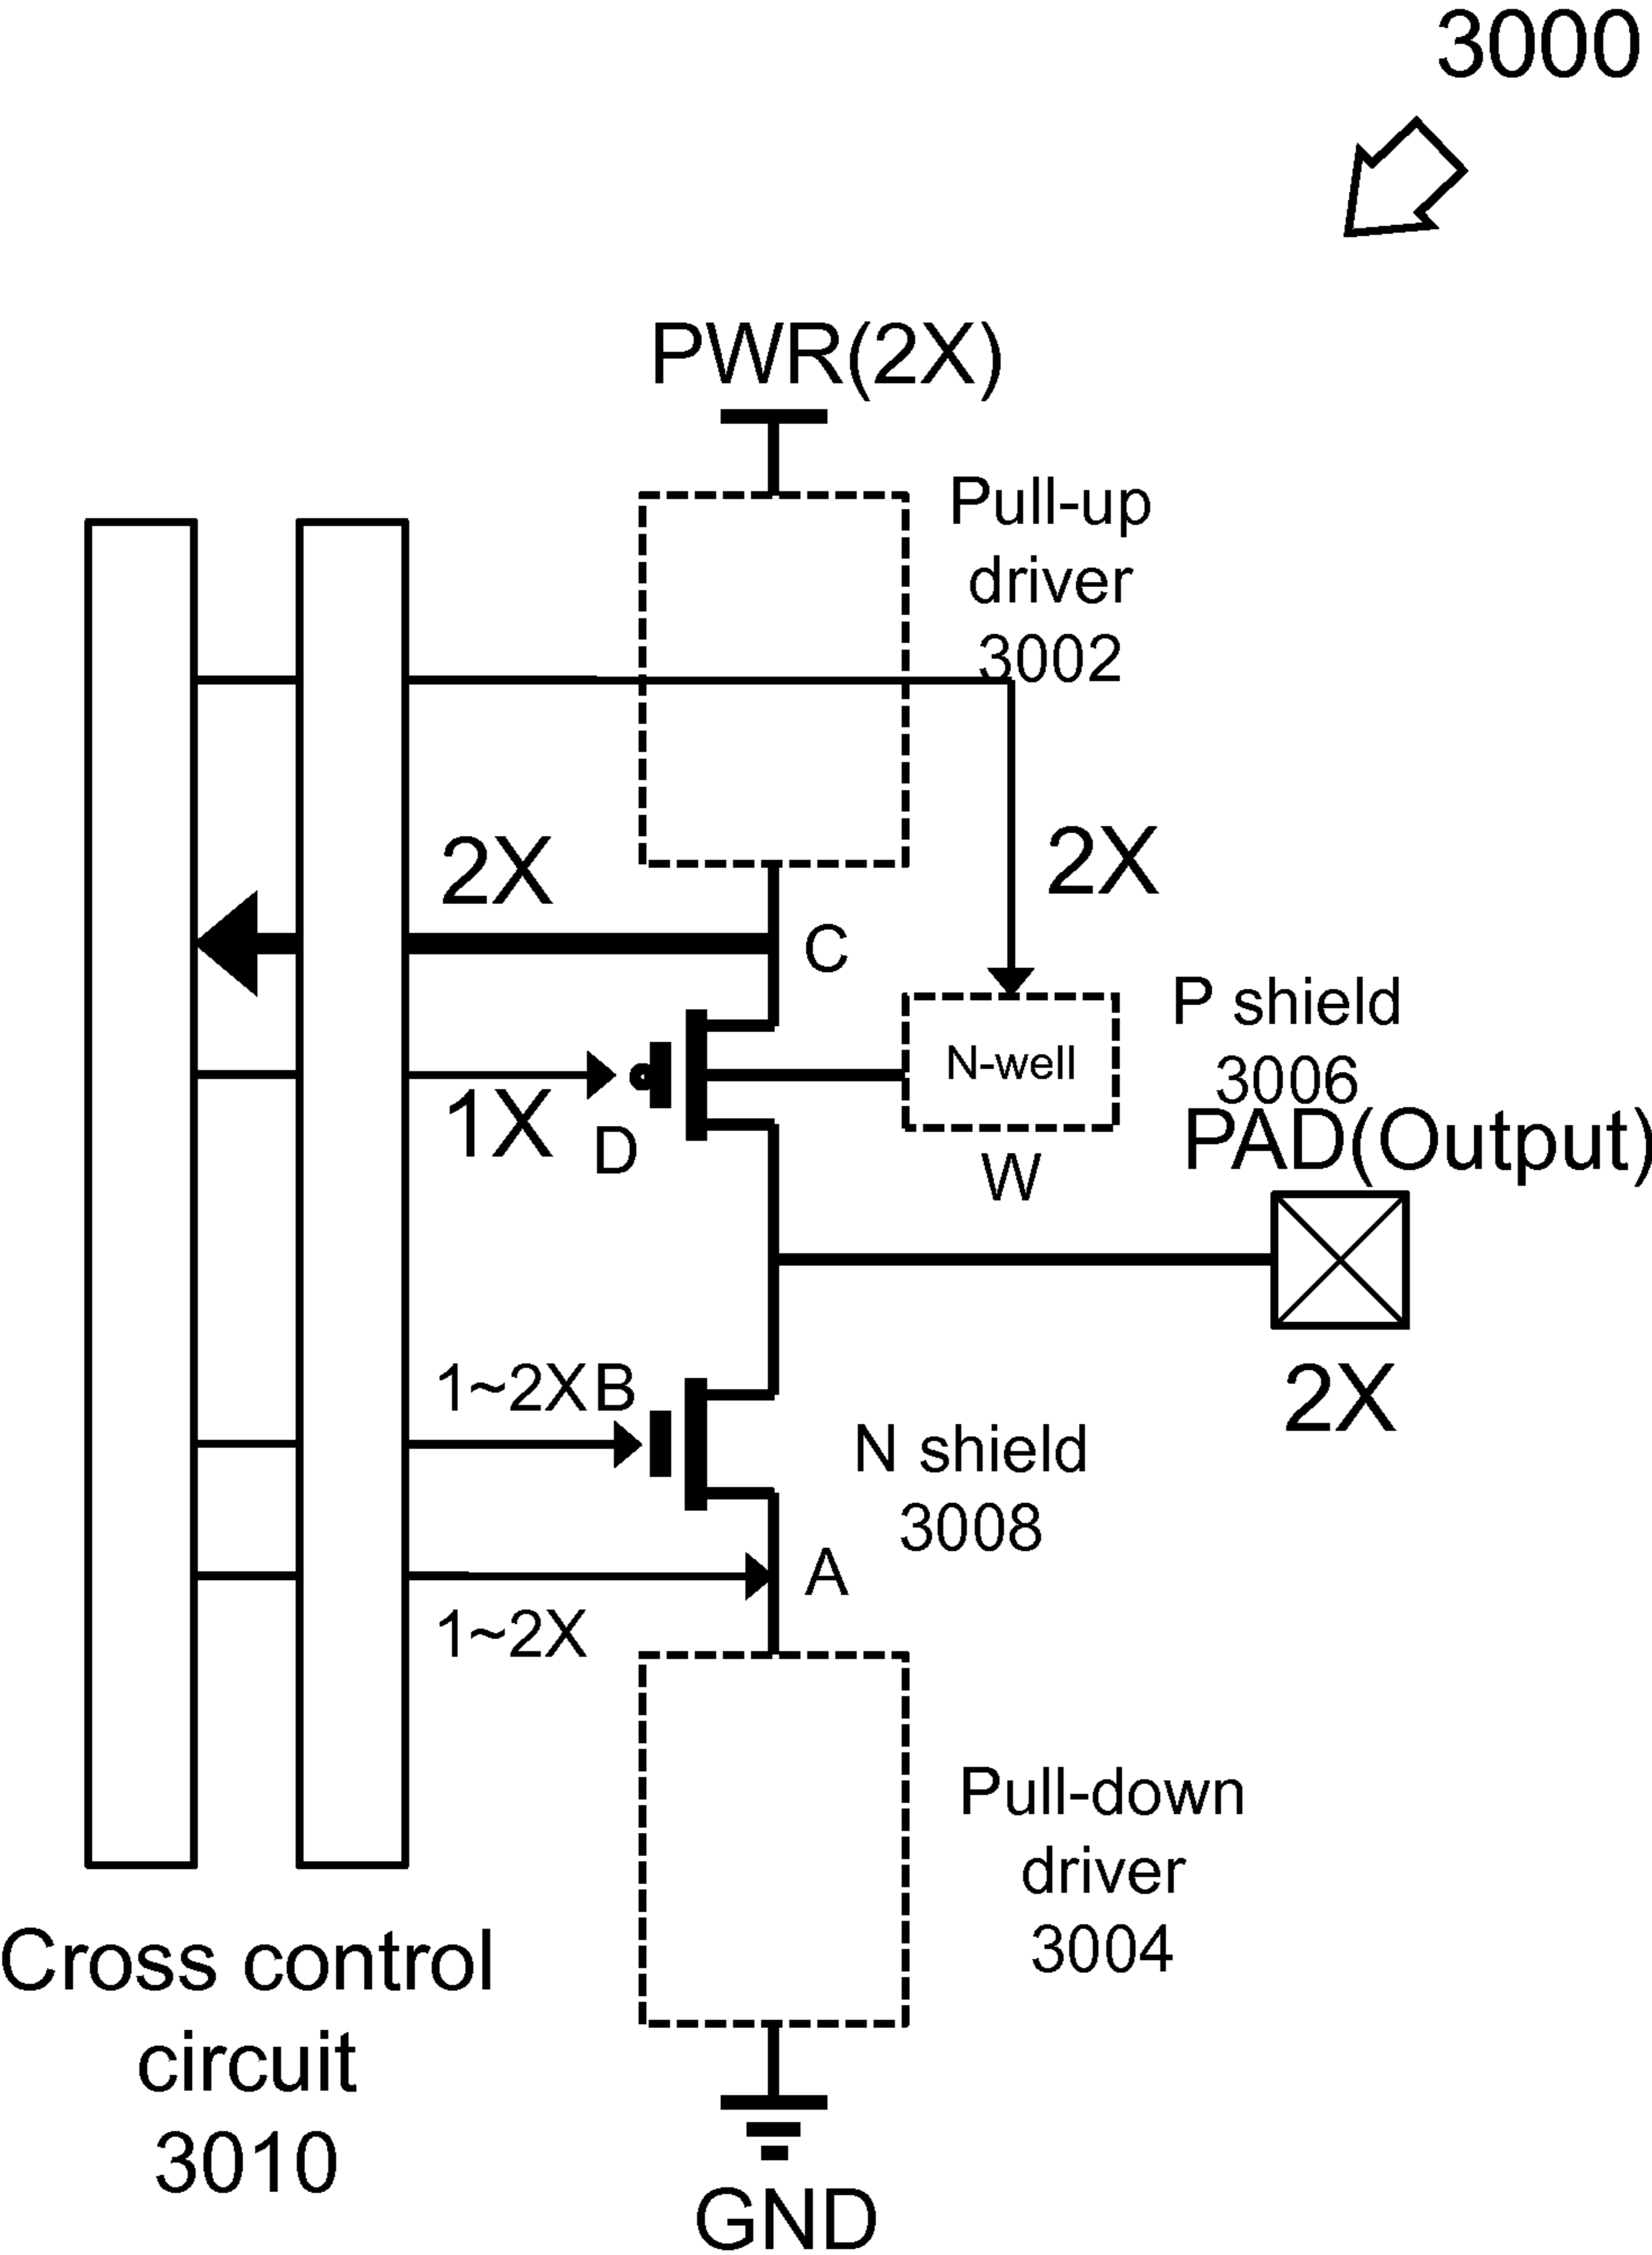 3000
PWR(2X)
Pull-up
driver
3002
2X
2X
C
P shield
3006
N-well
1X
D
W
PAD(Output)
2X
1~2X
B
N shield
3008
A
1~2X
Pull-down
driver
3004
Cross control
circuit
3010
GND